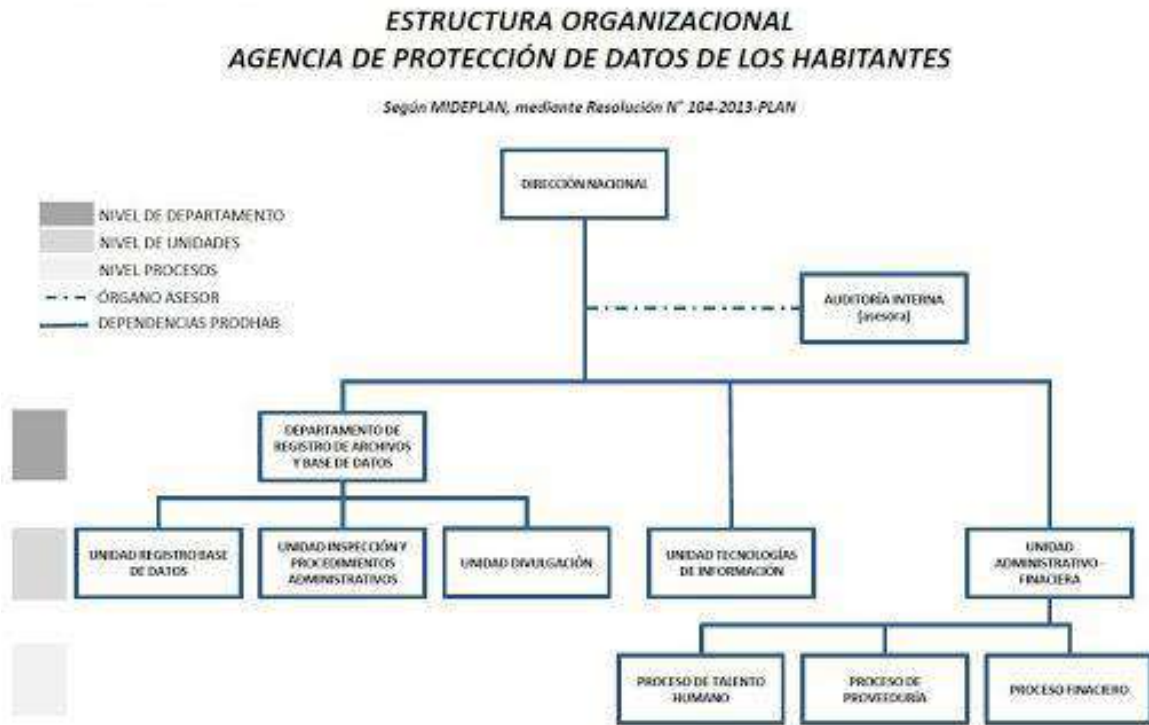 ESTRUCTURA ORGANIZACIONAL
AGENCIA DE PROTECCIÓN DE DATOS DE LOS HABITANTES
Según MIDEPLAN, mediante Resolución N° 104-2013-PLAN
DIRECCIÓN NACIONAL
NIVEL DE DEPARTAMENTO
NIVEL DE UNIDADES
NIVEL PROCESOS
ÓRGANO ASESOR
DEPENDENCIAS PRODHAB
AUDITORÍA INTERNA
(asesora)
DEPARTAMENTO DE
REGISTRO DE ARCHIVOS
Y BASE DE DATOS
UNIDAD REGISTRO BASE
DE DATOS
UNIDAD INSPECCIÓN Y
PROCEDIMIENTOS
ADMINISTRATIVOS
UNIDAD DIVULGACIÓN
UNIDAD TECNOLOGÍAS
DE INFORMACIÓN
UNIDAD
ADMINISTRATIVO -
FINACIERA
PROCESO DE TALENTO
HUMANO
PROCESO DE
PROVEEDURÍA
PROCESO FINACIERO